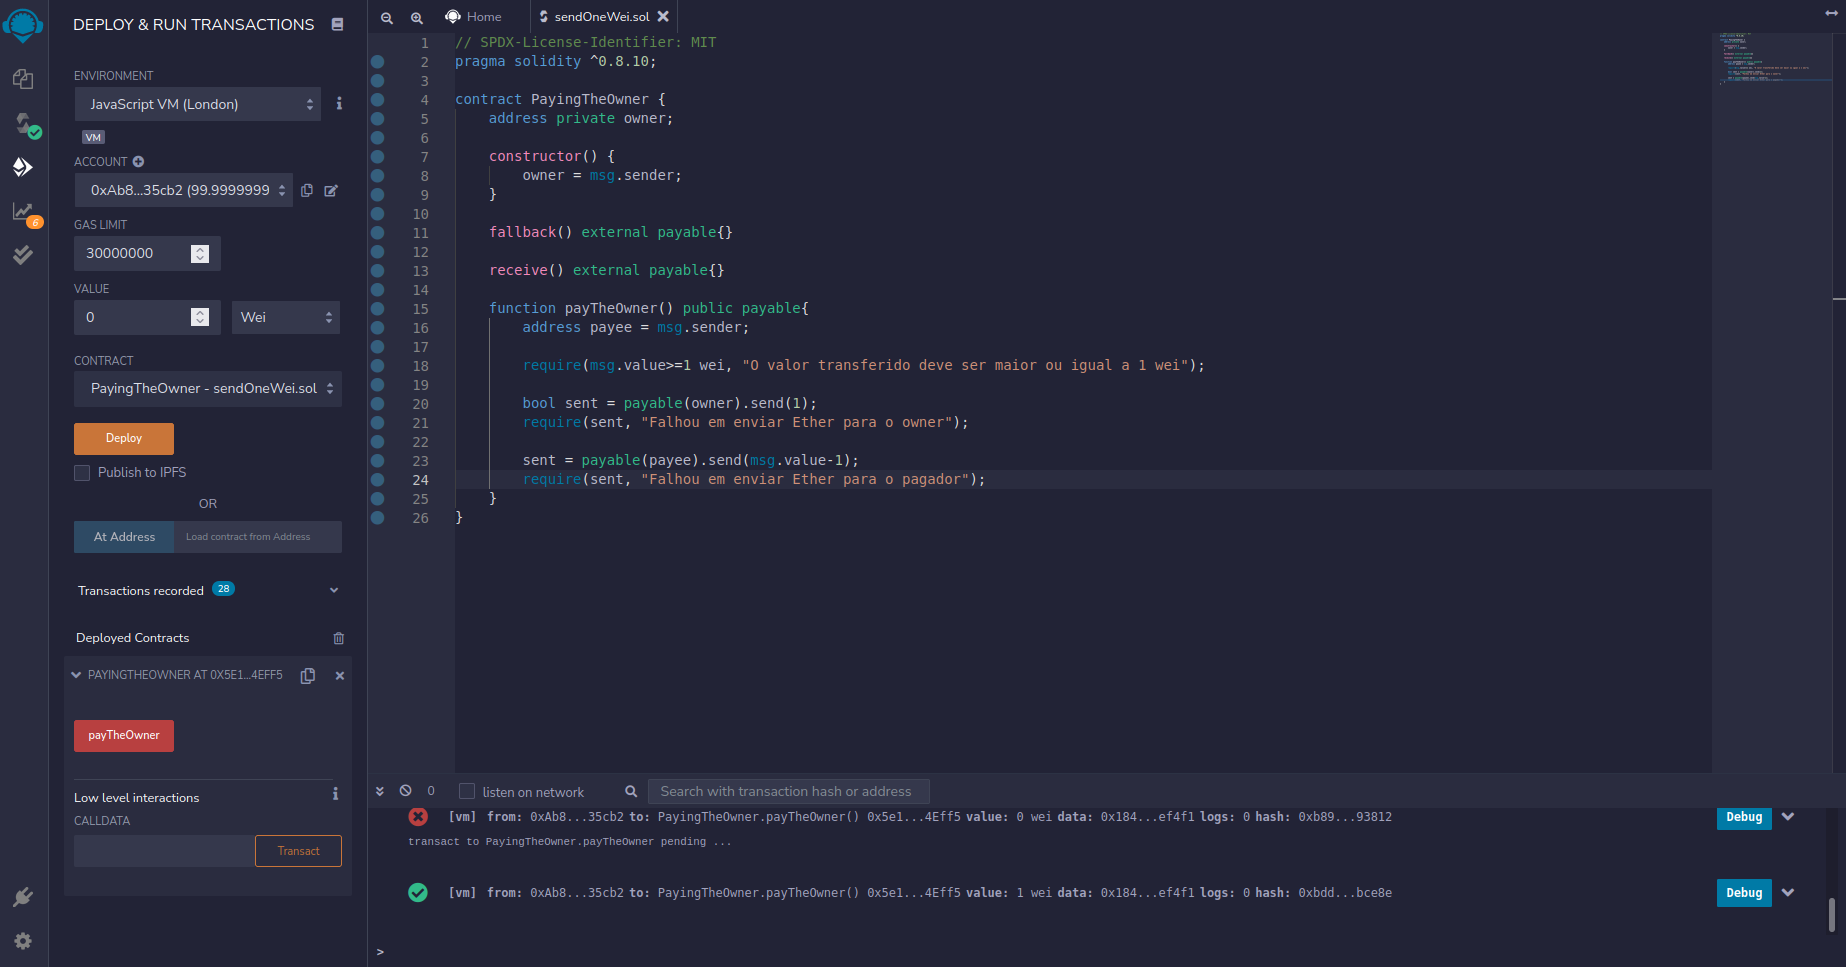 DEPLOY & RUN TRANSACTIONS
ENVIRONMENT
JavaScript VM (London)
VM
ACCOUNT
0xAb8...35cb2 (99.9999999
GAS LIMIT
30000000
VALUE
0
Wei
CONTRACT
PayingTheOwner - sendOneWei.sol
Deploy
Publish to IPFS
OR
At Address
Load contract from Address
Transactions recorded 28
Deployed Contracts
PAYINGTHEOWNER AT 0X5E1...4EFF5
payTheOwner
Low level interactions
CALLDATA
Transact
6
Home
sendOneWei.sol
1 // SPDX-License-Identifier: MIT
2 pragma solidity ^0.8.10;
3
4 contract PayingTheOwner {
5 address private owner;
6
7 constructor() {
8 owner = msg.sender;
9 }
10
11 fallback() external payable{}
12
13 receive() external payable{}
14
15 function payTheOwner() public payable{
16 address payee = msg.sender;
17
18 require(msg.value>=1 wei, "O valor transferido deve ser maior ou igual a 1 wei");
19
20 bool sent = payable(owner).send(1);
21 require(sent, "Falhou em enviar Ether para o owner");
22
23 sent = payable(payee).send(msg.value-1);
24 require(sent, "Falhou em enviar Ether para o pagador");
25 }
26 }
0
listen on network
Search with transaction hash or address
[vm] from: 0xAb8...35cb2 to: PayingTheOwner.payTheOwner() 0x5e1...4Eff5 value: 0 wei data: 0x184...ef4f1 logs: 0 hash: 0xb89...93812
Debug
transact to PayingTheOwner.payTheOwner pending ...
[vm] from: 0xAb8...35cb2 to: PayingTheOwner.payTheOwner() 0x5e1...4Eff5 value: 1 wei data: 0x184...ef4f1 logs: 0 hash: 0xbdd...bce8e
Debug
>